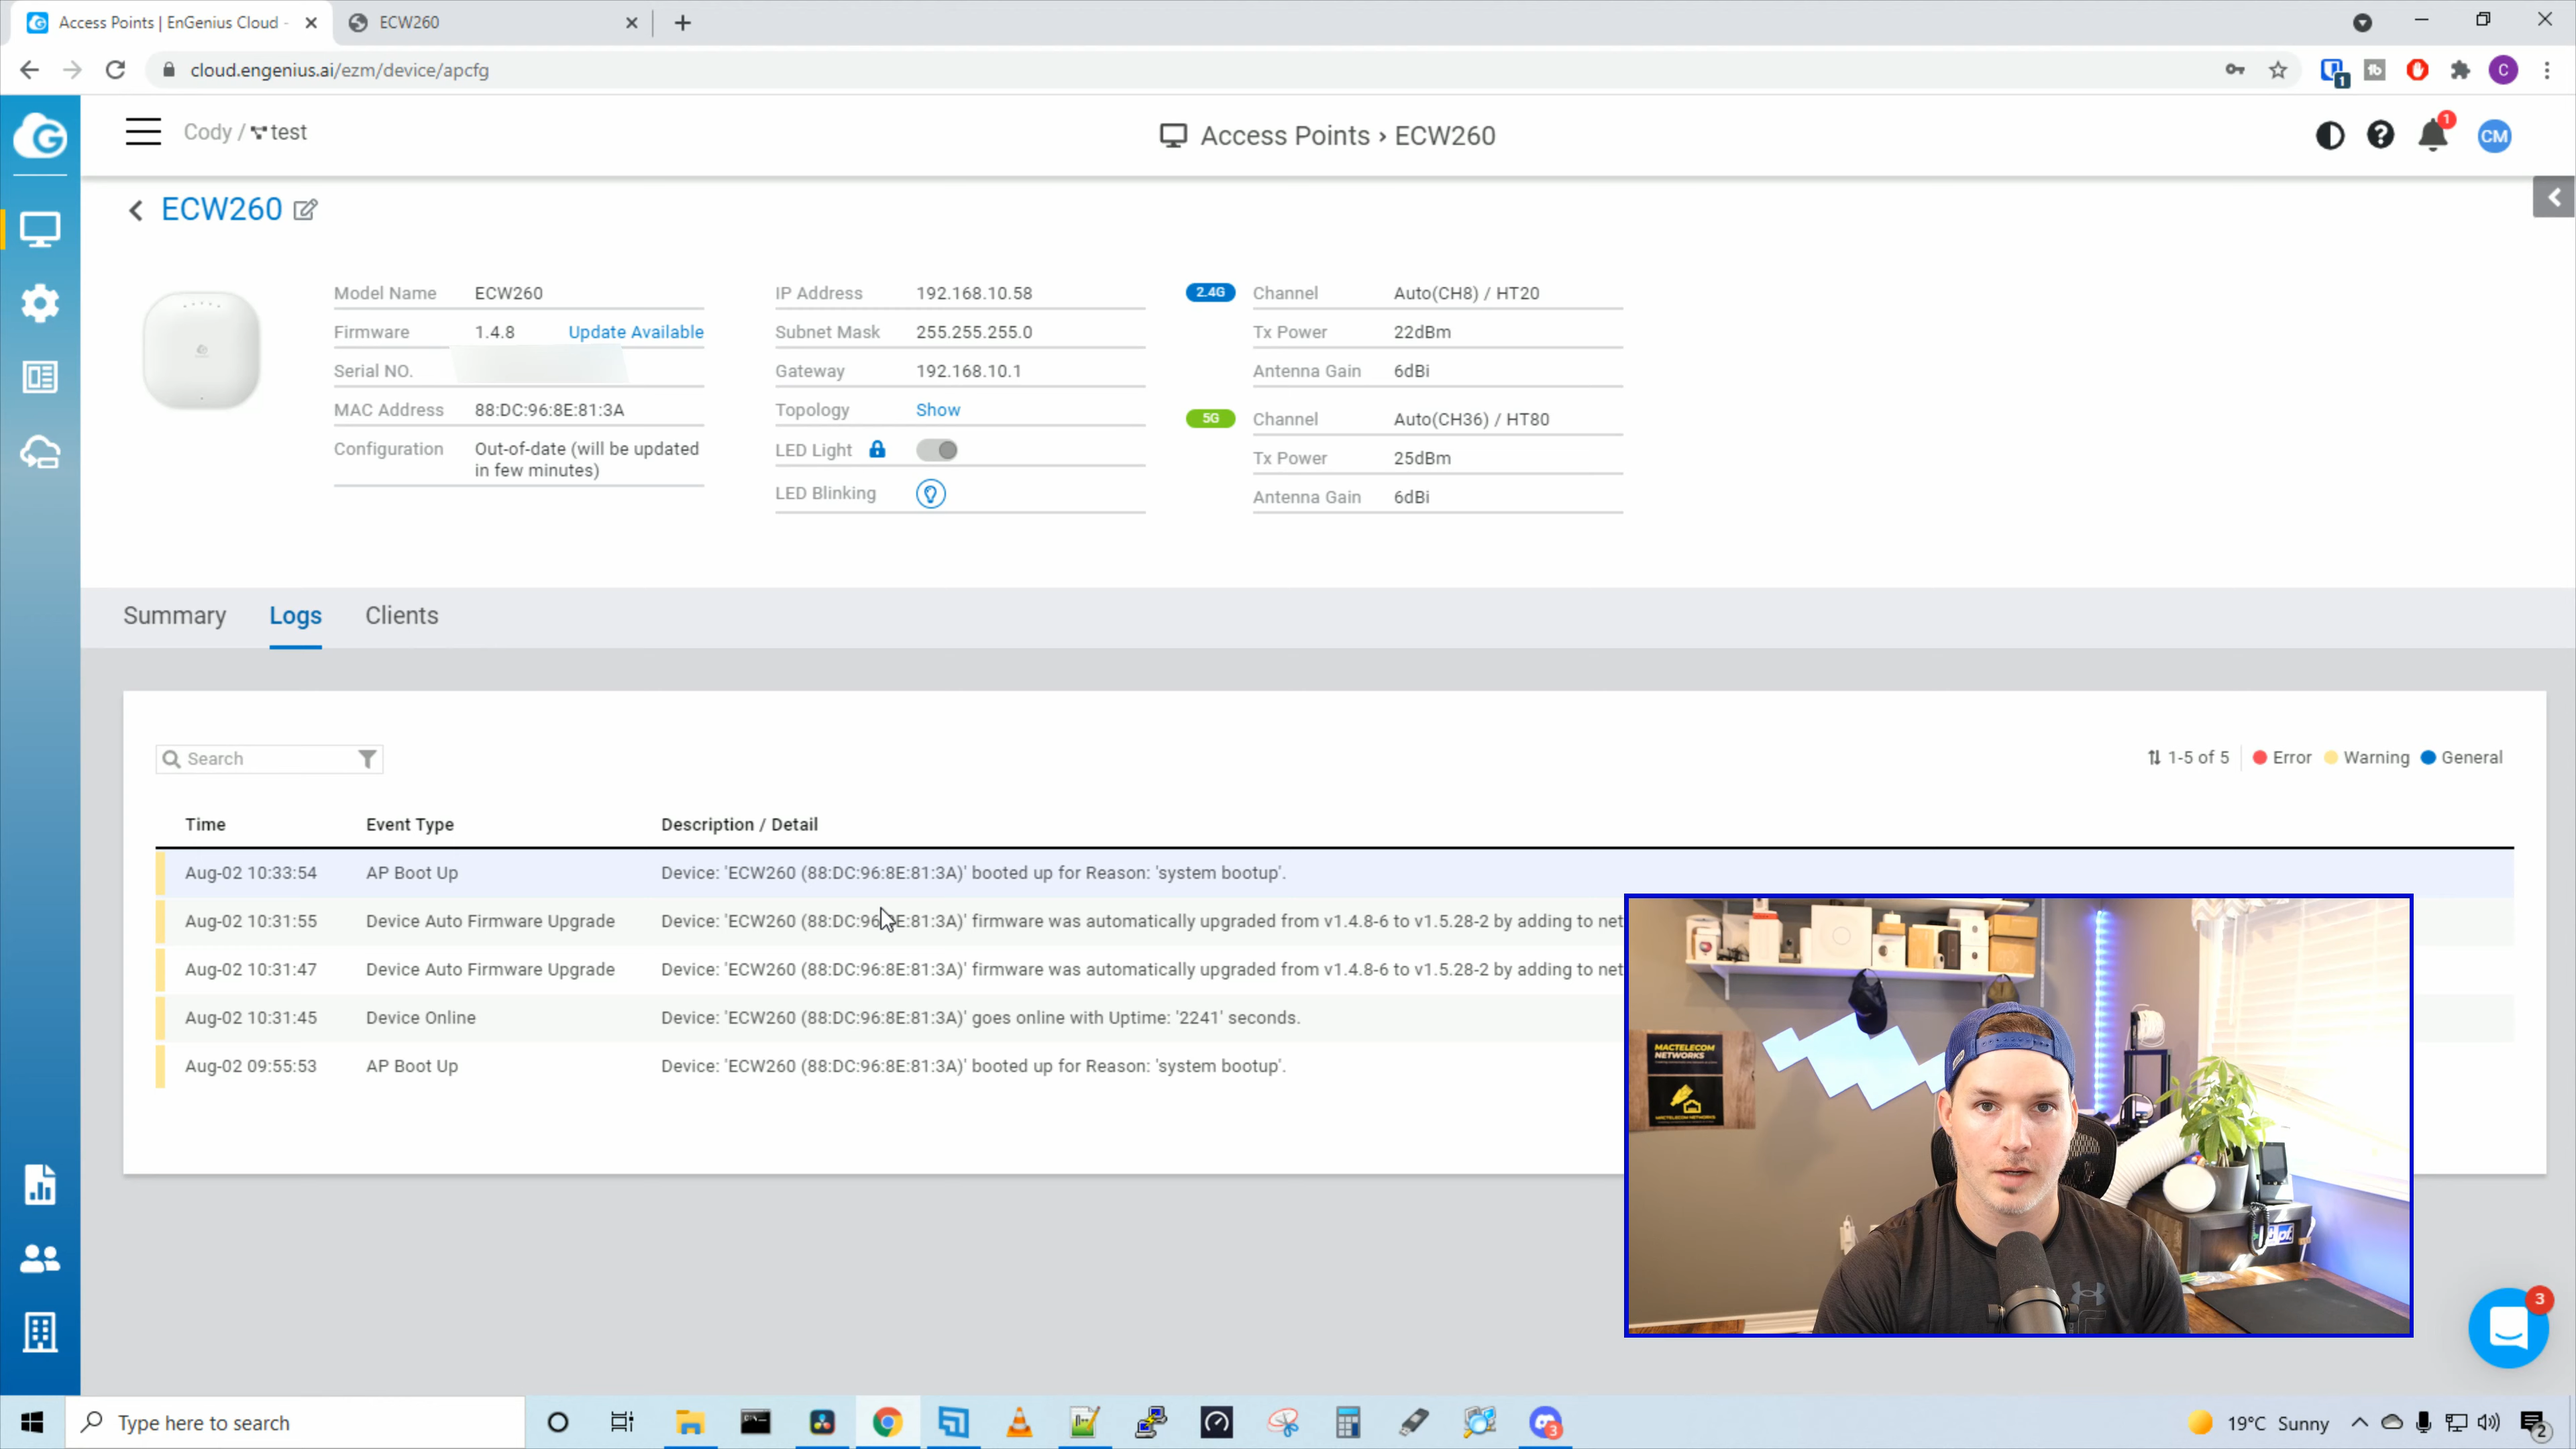 Access Points | EnGenius Cloud -
ECW260
cloud.engenius.ai/ezm/device/apcfg
1
C
Cody / test
Access Points › ECW260
1
CM
ECW260
Model Name ECW260
Firmware 1.4.8 Update Available
Serial NO.
MAC Address 88:DC:96:8E:81:3A
Configuration Out-of-date (will be updated
in few minutes)
IP Address 192.168.10.58
Subnet Mask 255.255.255.0
Gateway 192.168.10.1
Topology Show
LED Light
LED Blinking
2.4G Channel Auto(CH8) / HT20
Tx Power 22dBm
Antenna Gain 6dBi
5G Channel Auto(CH36) / HT80
Tx Power 25dBm
Antenna Gain 6dBi
Summary Logs Clients
Search
1-5 of 5 Error Warning General
Time Event Type Description / Detail
Aug-02 10:33:54 AP Boot Up Device: 'ECW260 (88:DC:96:8E:81:3A)' booted up for Reason: 'system bootup'.
Aug-02 10:31:55 Device Auto Firmware Upgrade Device: 'ECW260 (88:DC:96:8E:81:3A)' firmware was automatically upgraded from v1.4.8-6 to v1.5.28-2 by adding to net
Aug-02 10:31:47 Device Auto Firmware Upgrade Device: 'ECW260 (88:DC:96:8E:81:3A)' firmware was automatically upgraded from v1.4.8-6 to v1.5.28-2 by adding to net
Aug-02 10:31:45 Device Online Device: 'ECW260 (88:DC:96:8E:81:3A)' goes online with Uptime: '2241' seconds.
Aug-02 09:55:53 AP Boot Up Device: 'ECW260 (88:DC:96:8E:81:3A)' booted up for Reason: 'system bootup'.
MACTELECOM
NETWORKS
MACTELECOM NETWORKS
3
Type here to search
3
19°C Sunny
2